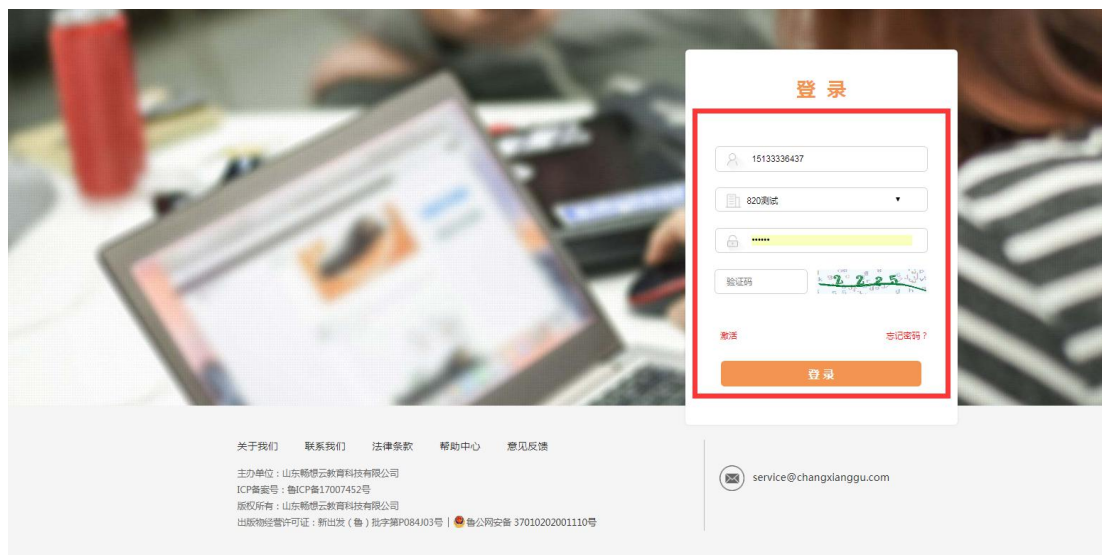 登 录
15133336437
820测试
••••••
验证码
2 2 2 5
激活
忘记密码？
登 录
关于我们 联系我们 法律条款 帮助中心 意见反馈
主办单位：山东畅想云教育科技有限公司
ICP备案号：鲁ICP备17007452号
版权所有：山东畅想云教育科技有限公司
出版物经营许可证：新出发（鲁）批字第P084J03号 | 鲁公网安备 37010202001110号
service@changxianggu.com